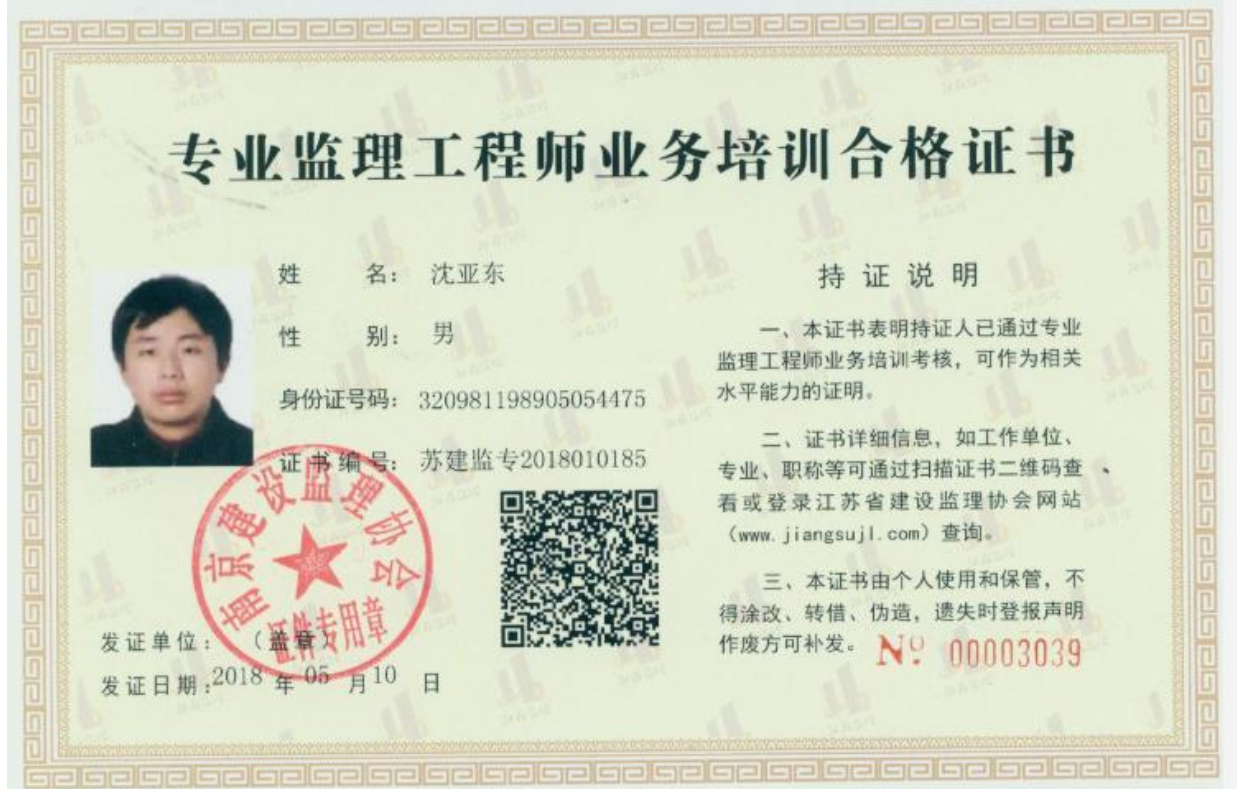 专业监理工程师业务培训合格证书
姓 名： 沈亚东
性 别： 男
身份证号码： 320981198905054475
证书编号： 苏建监专2018010185
南京建设监理协会
证件专用章
发证单位： （盖章）
发证日期：2018 年 05 月 10 日
持证说明
一、本证书表明持证人已通过专业
监理工程师业务培训考核，可作为相关
水平能力的证明。
二、证书详细信息，如工作单位、
专业、职称等可通过扫描证书二维码查
看或登录江苏省建设监理协会网站
（www.jiangsujl.com）查询。
三、本证书由个人使用和保管，不
得涂改、转借、伪造，遗失时登报声明
作废方可补发。
№ 00003039